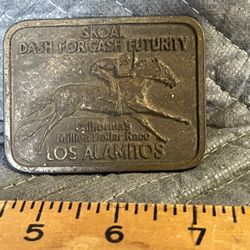 SKOAL
DASH FOR CASH FUTURITY
California's
Million Dollar Race
LOS ALAMITOS
5 6 7